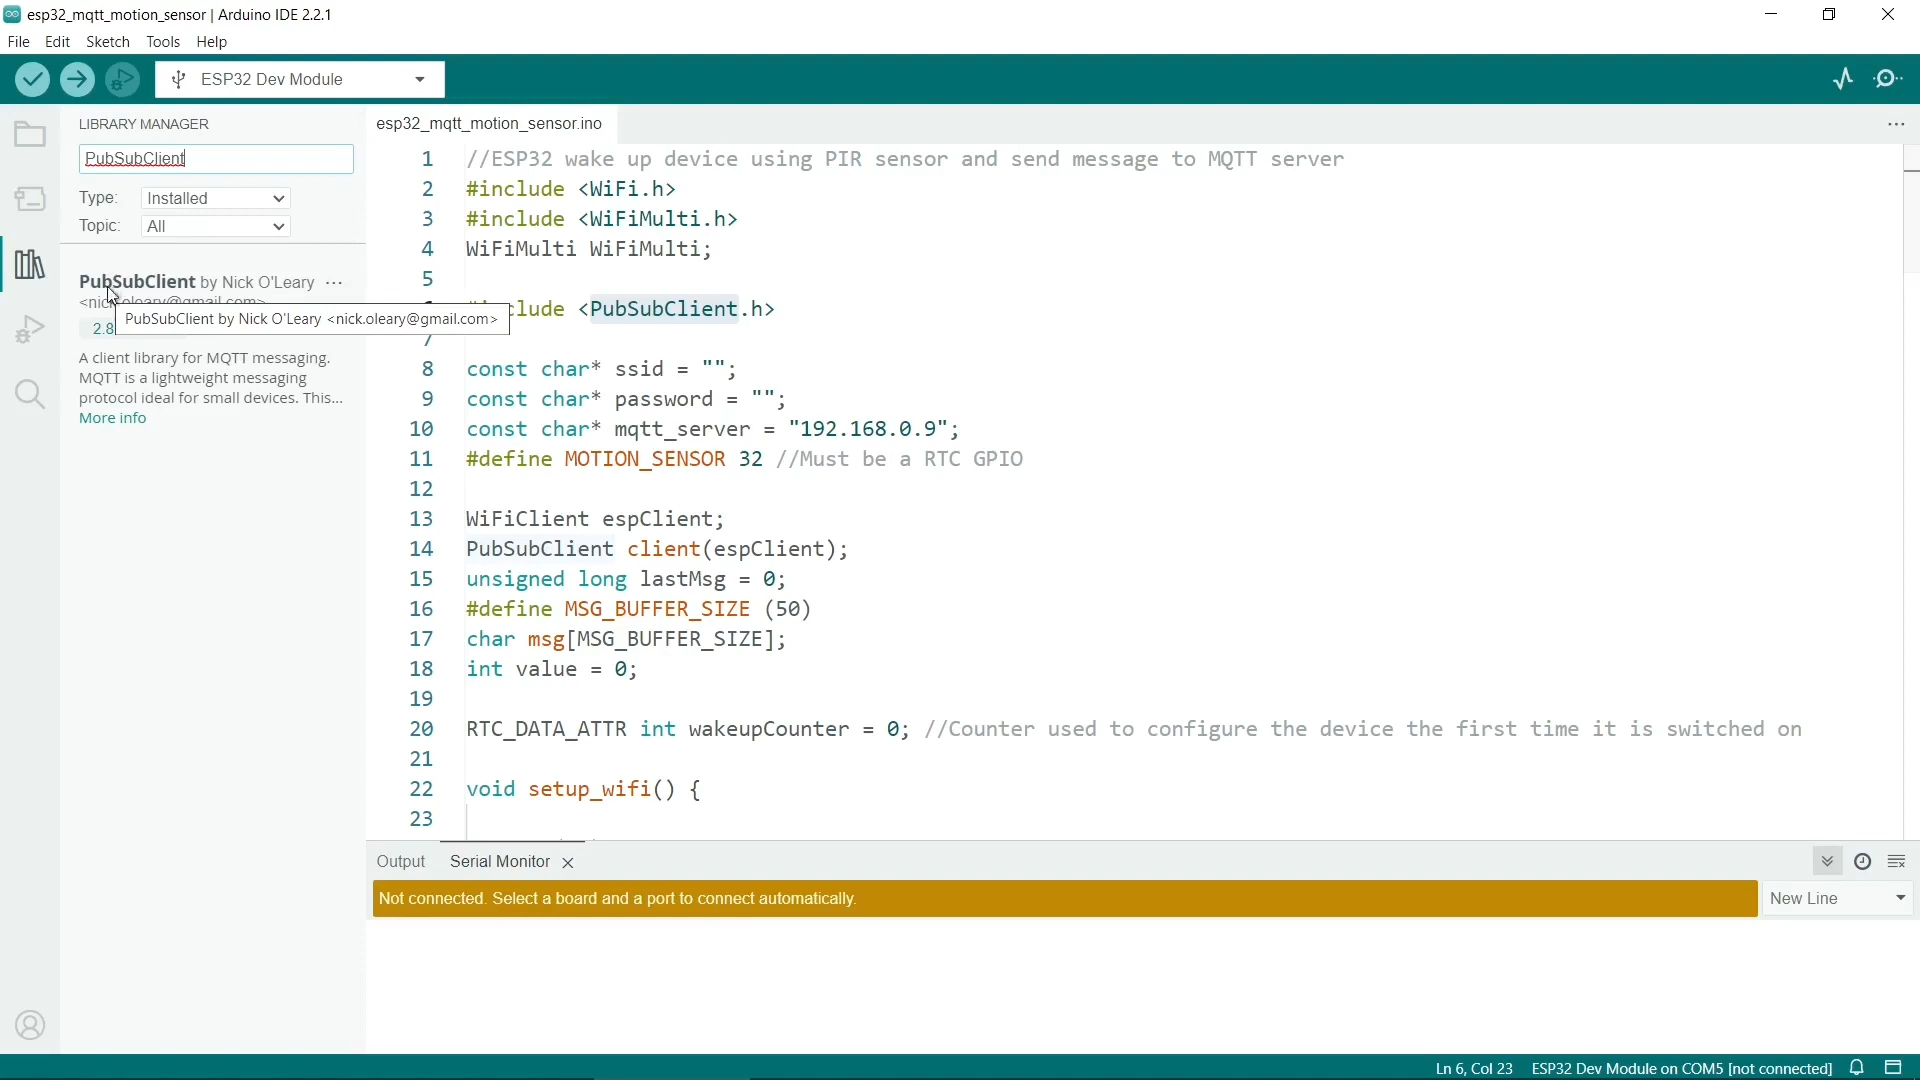 esp32_mqtt_motion_sensor | Arduino IDE 2.2.1
File Edit Sketch Tools Help
ESP32 Dev Module
LIBRARY MANAGER
PubSubClient
Type: Installed
Topic: All
PubSubClient by Nick O'Leary ...
PubSubClient by Nick O'Leary <nick.oleary@gmail.com>
2.8
A client library for MQTT messaging.
MQTT is a lightweight messaging
protocol ideal for small devices. This...
More info
esp32_mqtt_motion_sensor.ino
1 //ESP32 wake up device using PIR sensor and send message to MQTT server
2 #include <WiFi.h>
3 #include <WiFiMulti.h>
4 WiFiMulti WiFiMulti;
5
clude <PubSubClient.h>
7
8 const char* ssid = "";
9 const char* password = "";
10 const char* mqtt_server = "192.168.0.9";
11 #define MOTION_SENSOR 32 //Must be a RTC GPIO
12
13 WiFiClient espClient;
14 PubSubClient client(espClient);
15 unsigned long lastMsg = 0;
16 #define MSG_BUFFER_SIZE (50)
17 char msg[MSG_BUFFER_SIZE];
18 int value = 0;
19
20 RTC_DATA_ATTR int wakeupCounter = 0; //Counter used to configure the device the first time it is switched on
21
22 void setup_wifi() {
23
Output Serial Monitor
Not connected. Select a board and a port to connect automatically.
New Line
Ln 6, Col 23 ESP32 Dev Module on COM5 [not connected]